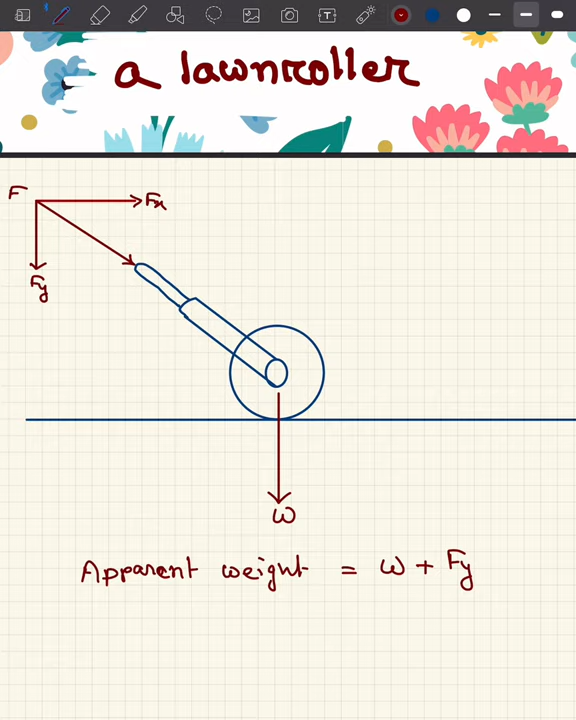 a lawnroller
F
Fx
Fy
W
Apparent weight = W + Fy